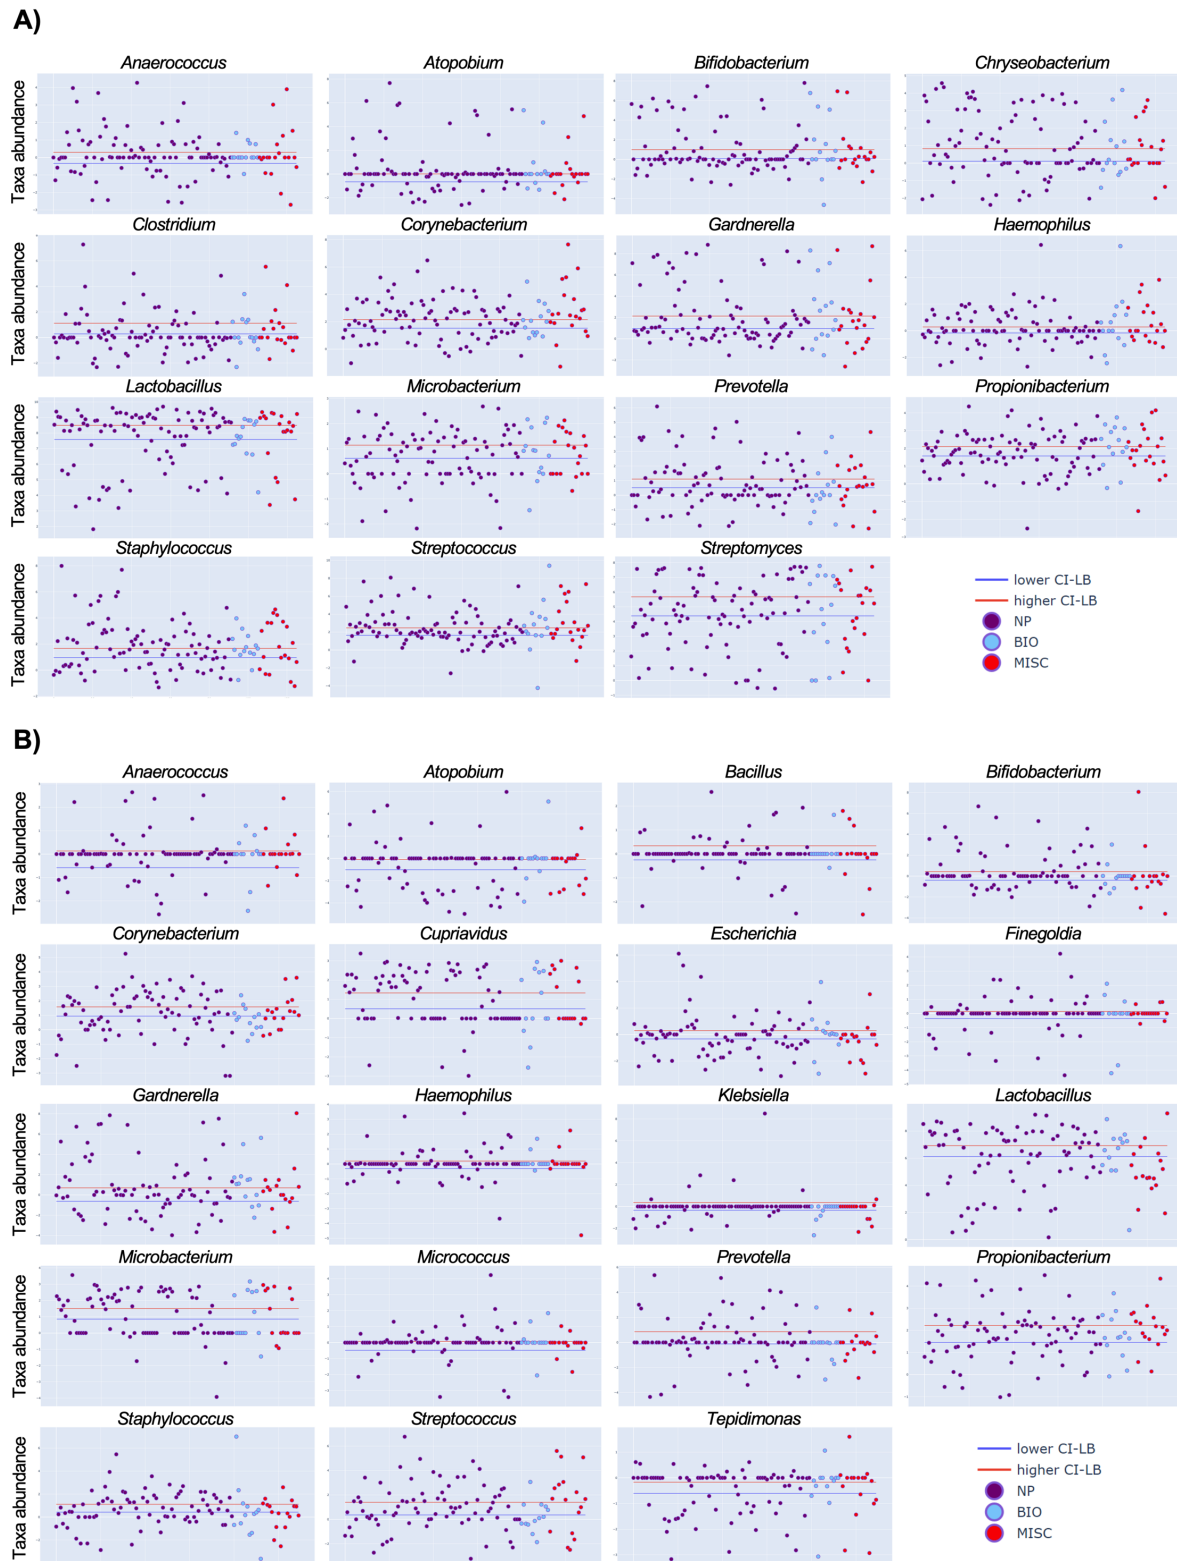 A)
Anaerococcus Atopobium Bifidobacterium Chryseobacterium
Taxa abundance
Clostridium Corynebacterium Gardnerella Haemophilus
Taxa abundance
Lactobacillus Microbacterium Prevotella Propionibacterium
Taxa abundance
Staphylococcus Streptococcus Streptomyces
Taxa abundance
lower CI-LB
higher CI-LB
NP
BIO
MISC
B)
Anaerococcus Atopobium Bacillus Bifidobacterium
Taxa abundance
Corynebacterium Cupriavidus Escherichia Finegoldia
Taxa abundance
Gardnerella Haemophilus Klebsiella Lactobacillus
Taxa abundance
Microbacterium Micrococcus Prevotella Propionibacterium
Taxa abundance
Staphylococcus Streptococcus Tepidimonas
Taxa abundance
lower CI-LB
higher CI-LB
NP
BIO
MISC